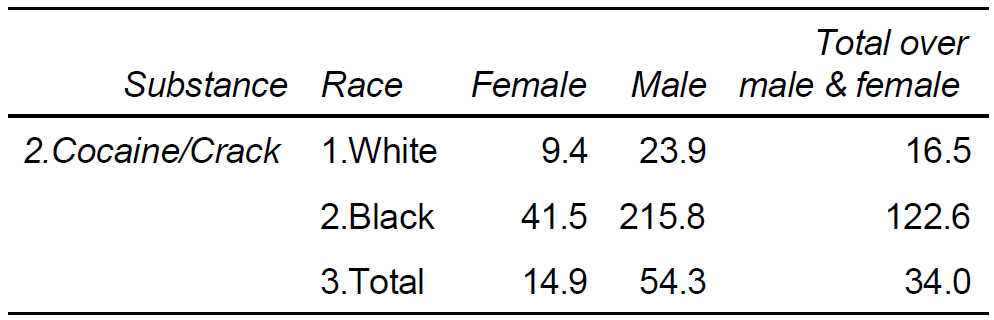 Total over
Substance Race Female Male male & female
2.Cocaine/Crack 1.White 9.4 23.9 16.5
2.Black 41.5 215.8 122.6
3.Total 14.9 54.3 34.0